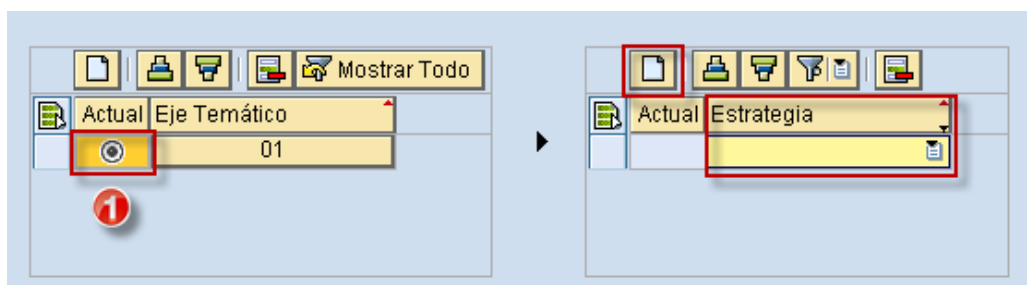 Mostrar Todo
Actual Eje Temático
01
1
Actual Estrategia